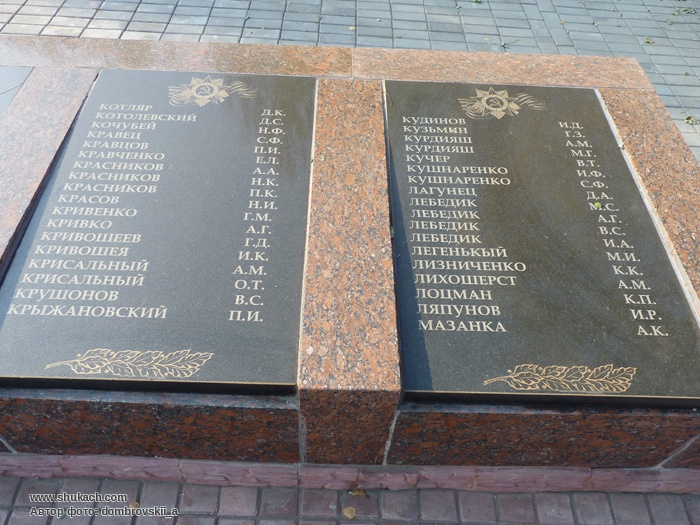 КОТЛЯР Д.К.
КОТОЛЕВСКИЙ Д.С.
КОЧУБЕЙ Н.Ф.
КРАВЕЦ С.Ф.
КРАВЦОВ П.И.
КРАВЧЕНКО Е.Л.
КРАСНИКОВ А.А.
КРАСНИКОВ Н.К.
КРАСНИКОВ П.К.
КРАСОВ Н.И.
КРИВЕНКО Г.М.
КРИВКО А.Г.
КРИВОШЕЕВ Г.Д.
КРИВОШЕЯ И.К.
КРИСАЛЬНЫЙ А.М.
КРИСАЛЬНЫЙ О.Т.
КРУШОНОВ В.С.
КРЫЖАНОВСКИЙ П.И.
КУДИНОВ И.Д.
КУЗЬМИН Г.З.
КУРДИЯШ А.М.
КУРДИЯШ М.Г.
КУЧЕР В.Г.
КУШНАРЕНКО И.Ф.
КУШНАРЕНКО С.Ф.
ЛАГУНЕЦ Д.А.
ЛЕБЕДИК М.С.
ЛЕБЕДИК А.Г.
ЛЕБЕДИК В.С.
ЛЕБЕДИК И.А.
ЛЕГЕНЬКЫЙ М.И.
ЛИЗНИЧЕНКО К.К.
ЛИХОШЕРСТ А.М.
ЛОЦМАН К.П.
ЛЯПУНОВ И.Р.
МАЗАНКА А.К.
www.shukach.com
Автор фото: dombrovskii_a